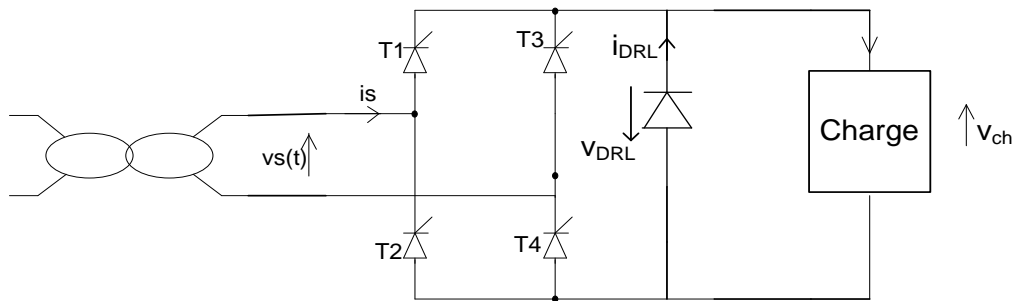 T1
T3
iDRL
is
vs(t)
vDRL
Charge
vch
T2
T4